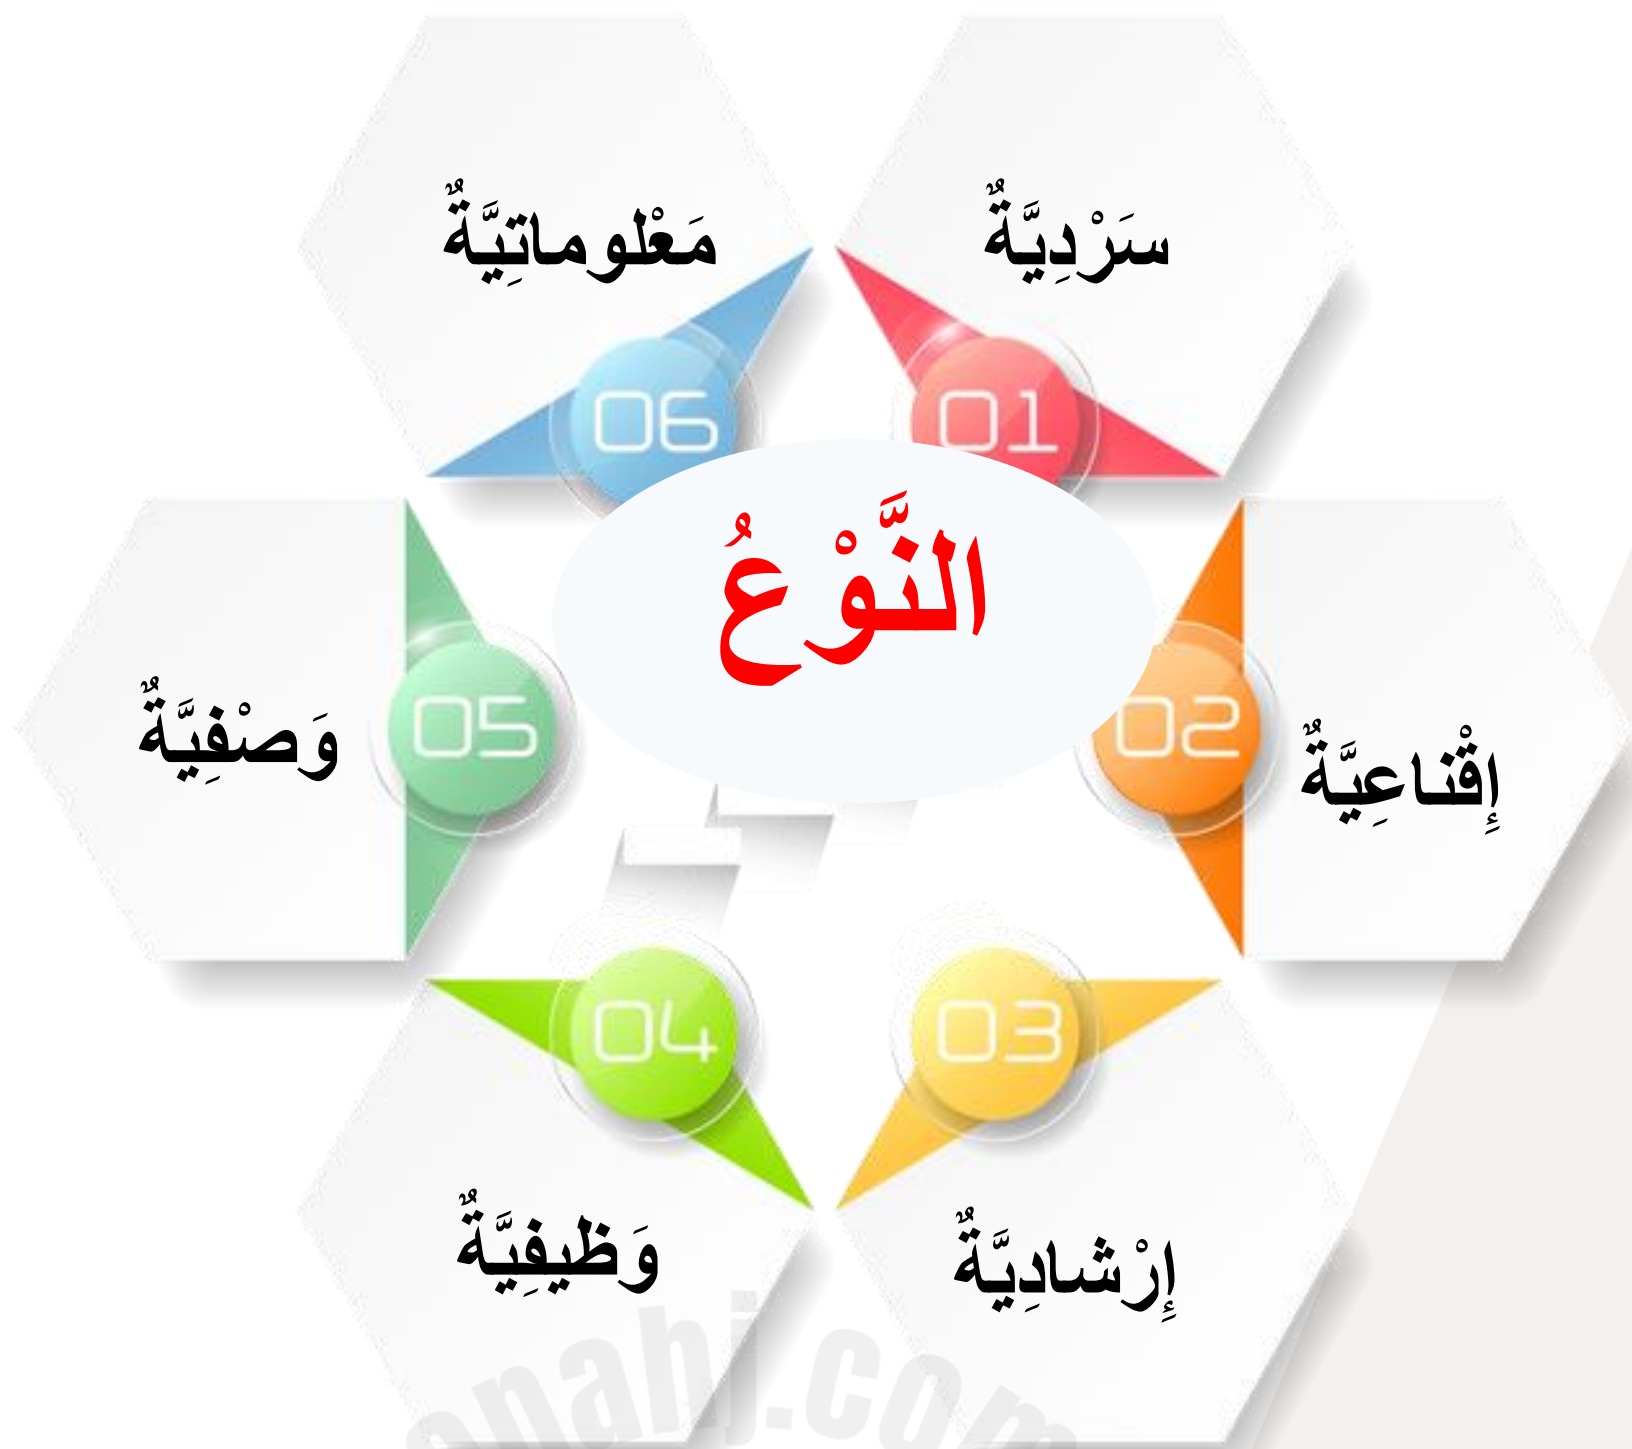 سَرْدِيَّةٌ
01
مَعْلوماتِيَّةٌ
06
النَّوْعُ
إِقْناعِيَّةٌ
02
وَصْفِيَّةٌ
05
إِرْشادِيَّةٌ
03
وَظيفِيَّةٌ
04